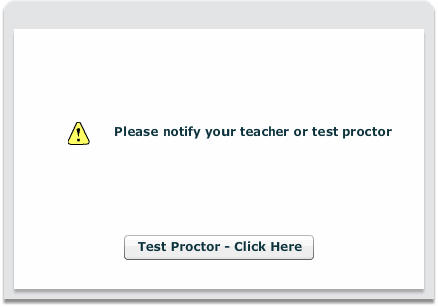 Please notify your teacher or test proctor
Test Proctor - Click Here